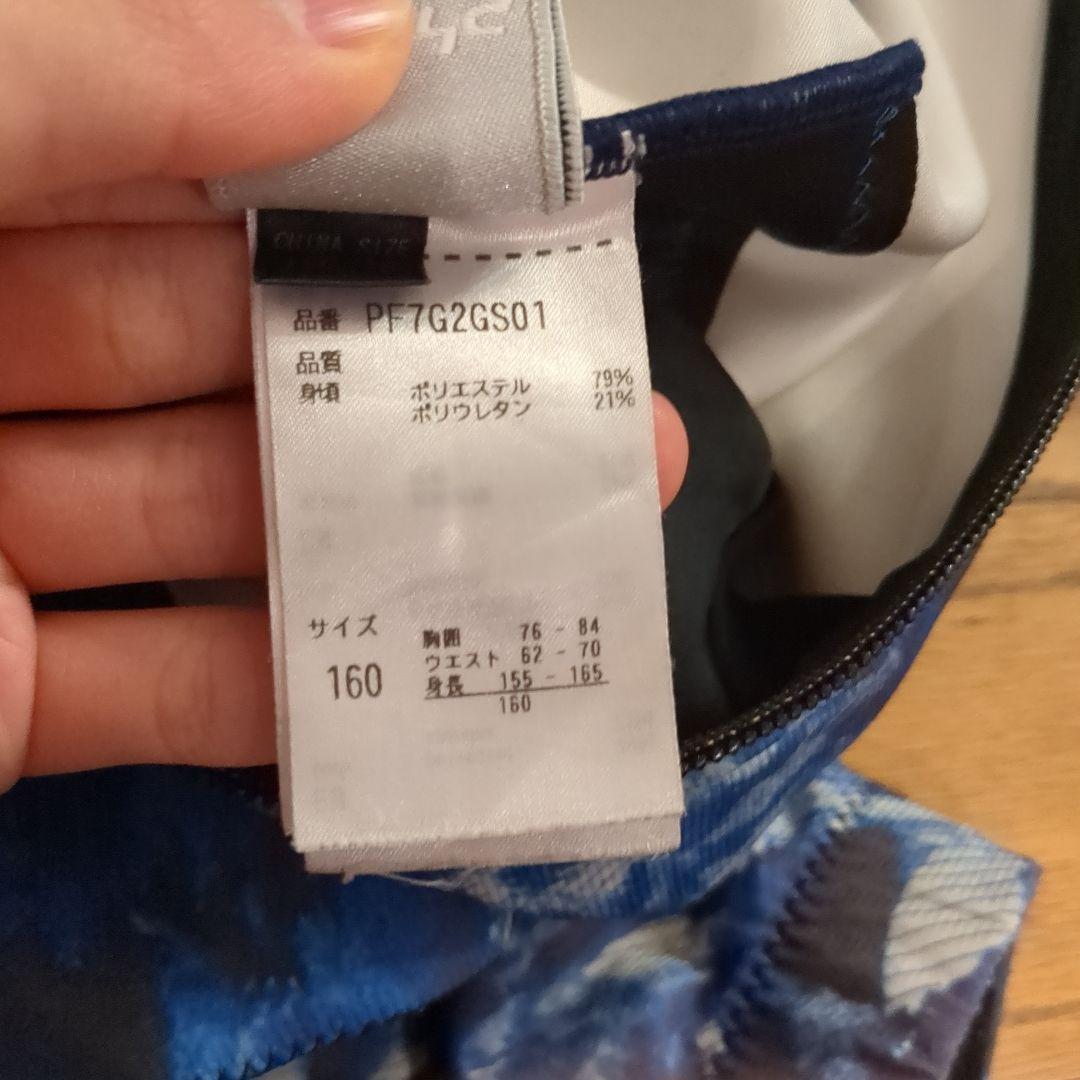 CHINA SIZE
品番 PF7G2GS01
品質
身頃 ポリエステル 79%
ポリウレタン 21%
サイズ
160
胸囲 76 - 84
ウエスト 62 - 70
身長 155 - 165
160